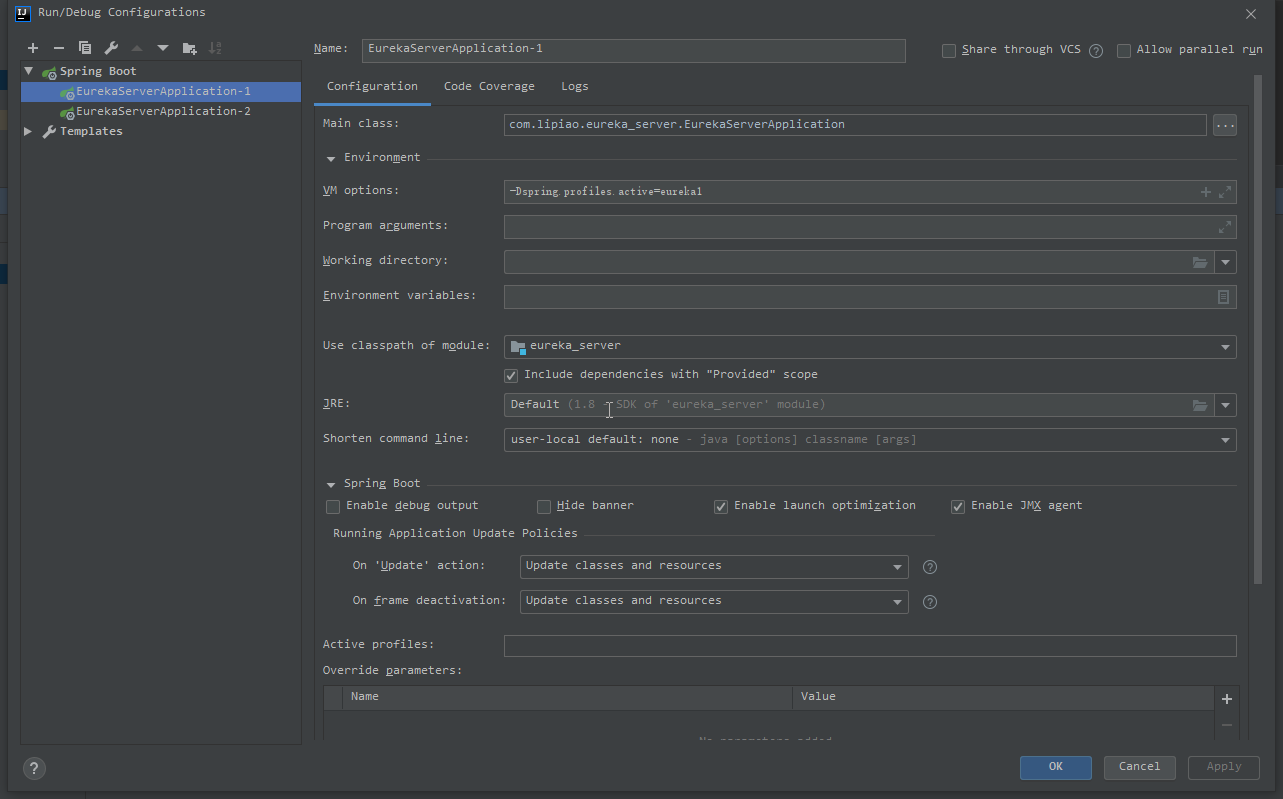 Run/Debug Configurations
Name: EurekaServerApplication-1 Share through VCS Allow parallel run
Spring Boot
EurekaServerApplication-1
EurekaServerApplication-2
Templates
Configuration Code Coverage Logs
Main class: com.lipiao.eureka_server.EurekaServerApplication ...
Environment
VM options: -Dspring.profiles.active=eureka1
Program arguments:
Working directory:
Environment variables:
Use classpath of module: eureka_server
Include dependencies with "Provided" scope
JRE: Default (1.8 - SDK of 'eureka_server' module)
Shorten command line: user-local default: none - java [options] classname [args]
Spring Boot
Enable debug output Hide banner Enable launch optimization Enable JMX agent
Running Application Update Policies
On 'Update' action: Update classes and resources
On frame deactivation: Update classes and resources
Active profiles:
Override parameters:
Name Value
No parameters added
OK Cancel Apply